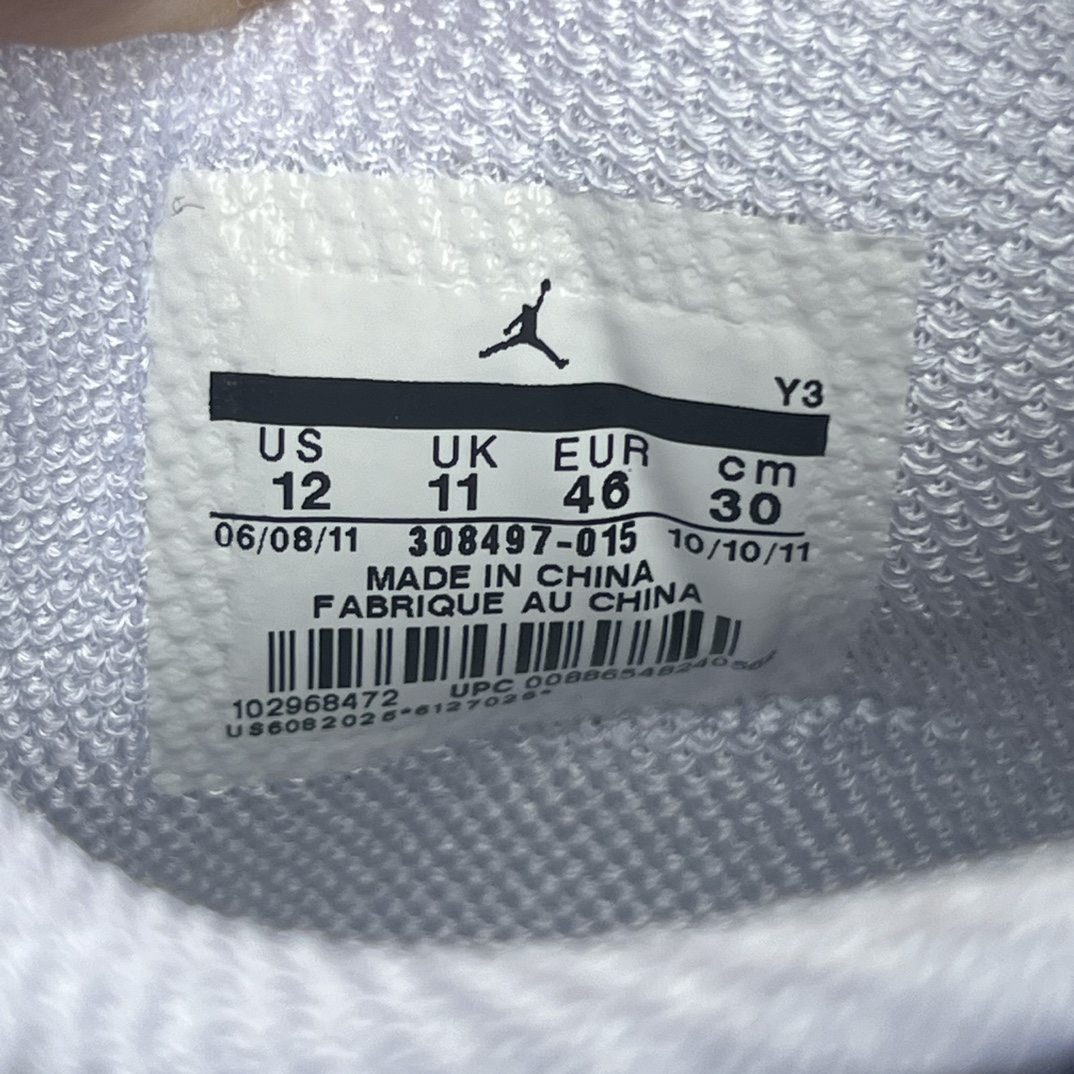 Y3
US UK EUR cm
12 11 46 30
06/08/11 308497-015 10/10/11
MADE IN CHINA
FABRIQUE AU CHINA
102968472 UPC